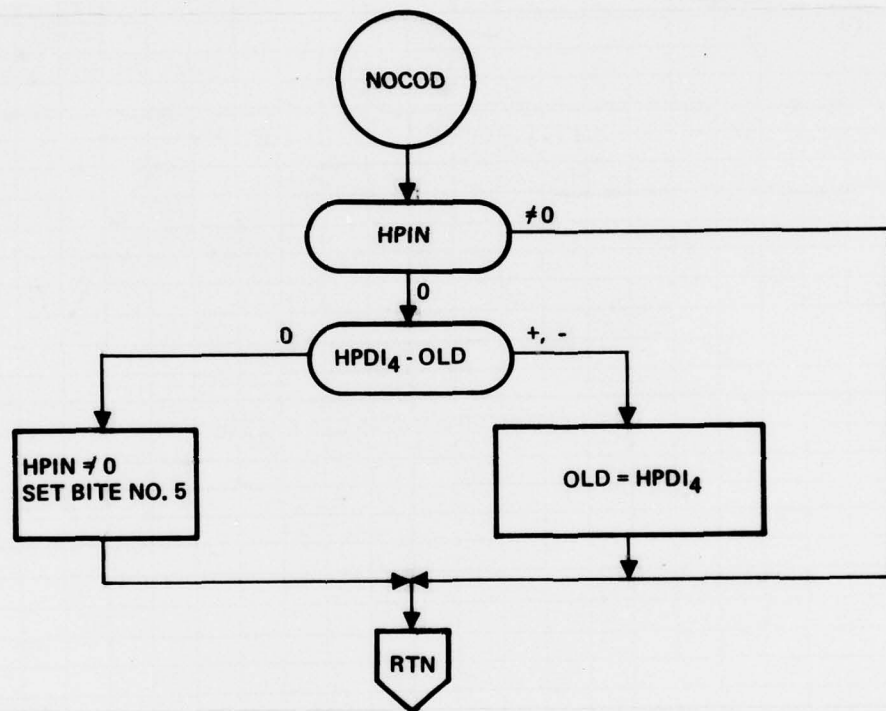 NOCOD
HPIN
≠0
0
0
HPDI₄ - OLD
+, -
HPIN ≠ 0
SET BITE NO. 5
OLD = HPDI₄
RTN